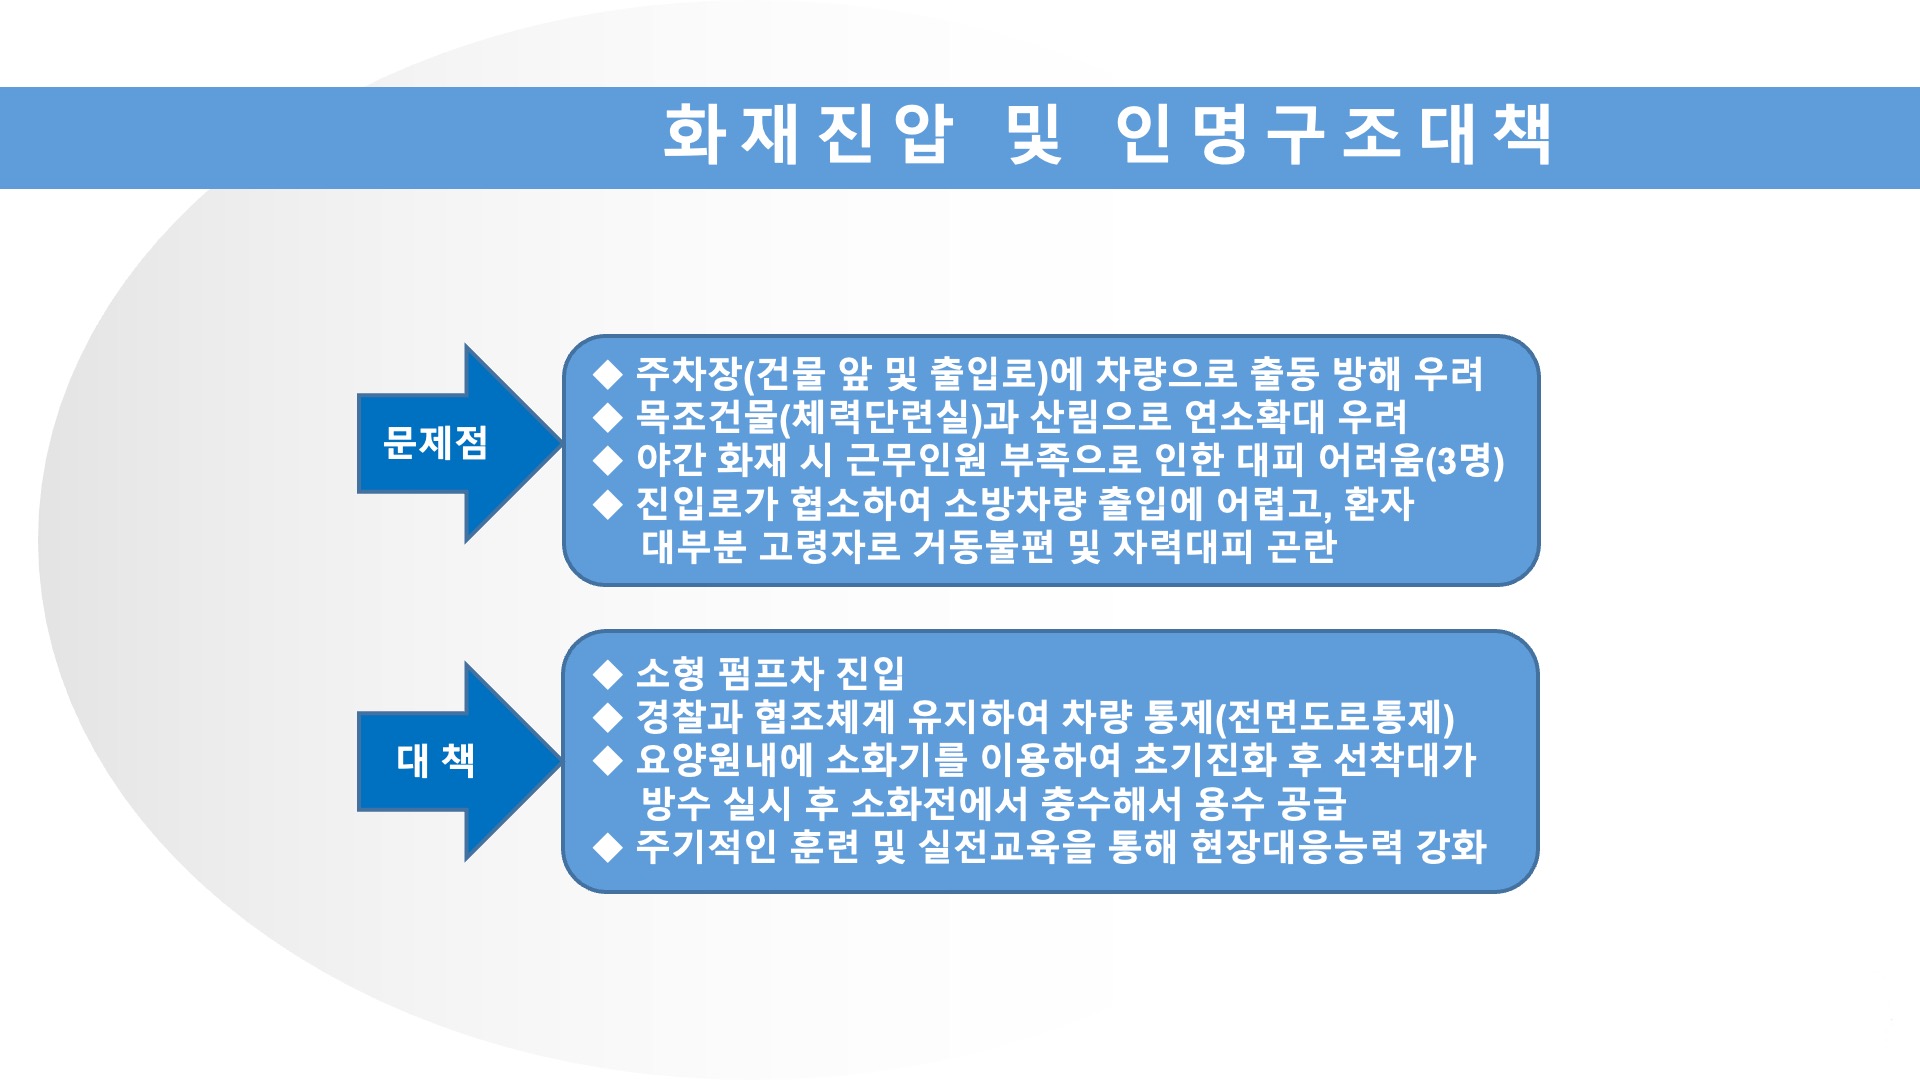 화재진압 및 인명구조대책
문제점
◆ 주차장(건물 앞 및 출입로)에 차량으로 출동 방해 우려
◆ 목조건물(체력단련실)과 산림으로 연소확대 우려
◆ 야간 화재 시 근무인원 부족으로 인한 대피 어려움(3명)
◆ 진입로가 협소하여 소방차량 출입에 어렵고, 환자
대부분 고령자로 거동불편 및 자력대피 곤란
대 책
◆ 소형 펌프차 진입
◆ 경찰과 협조체계 유지하여 차량 통제(전면도로통제)
◆ 요양원내에 소화기를 이용하여 초기진화 후 선착대가
방수 실시 후 소화전에서 충수해서 용수 공급
◆ 주기적인 훈련 및 실전교육을 통해 현장대응능력 강화